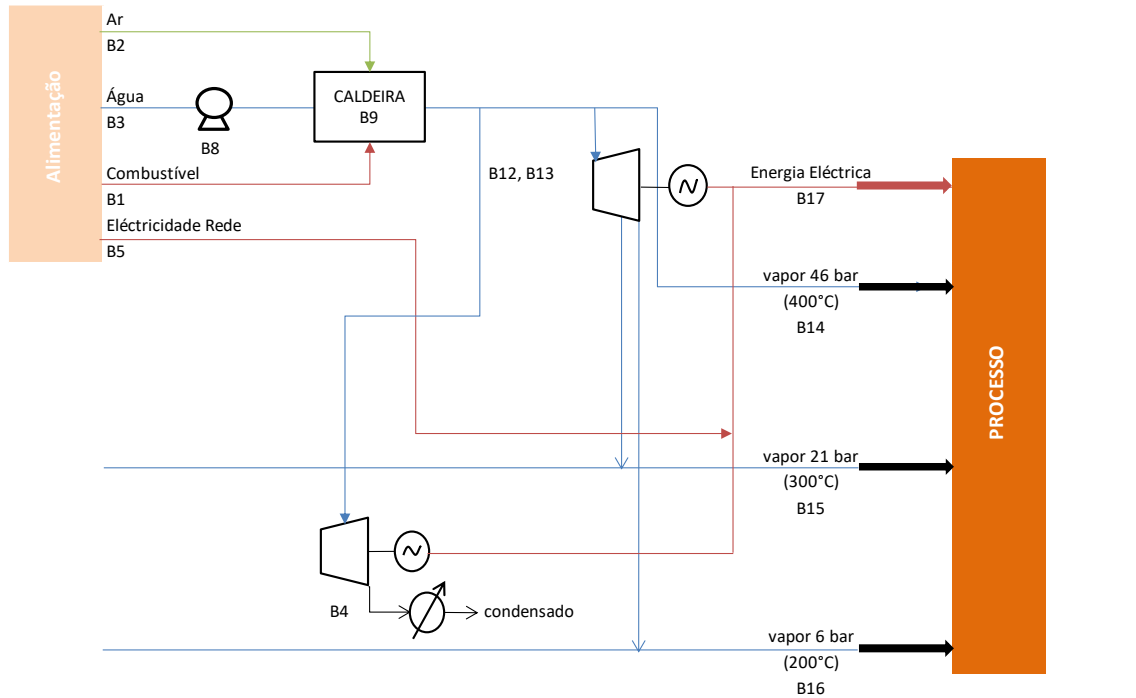 Alimentação
Ar
B2
Água
B3
B8
Combustível
B1
Eléctricidade Rede
B5
CALDEIRA
B9
B12, B13
Energia Eléctrica
B17
vapor 46 bar
(400°C)
B14
vapor 21 bar
(300°C)
B15
B4
condensado
vapor 6 bar
(200°C)
B16
PROCESSO